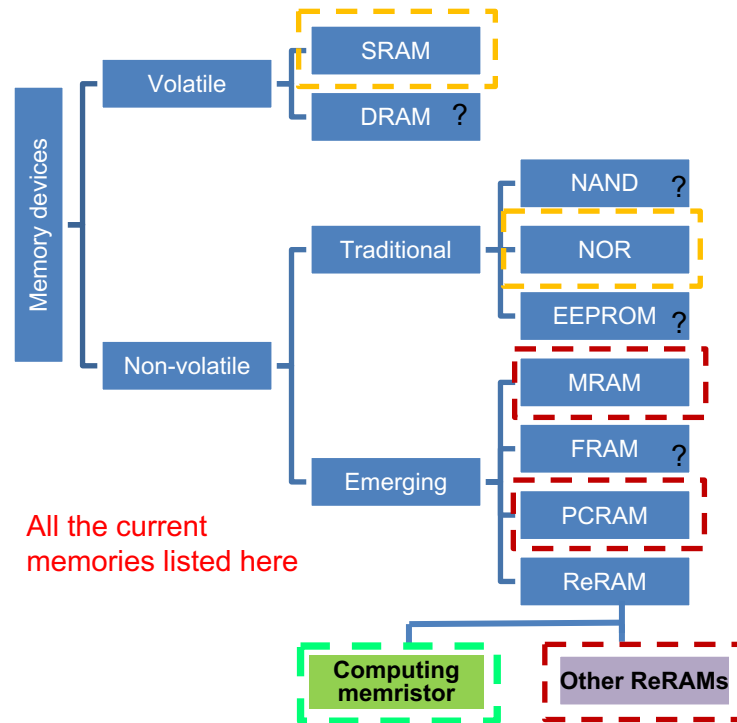 SRAM
Volatile
DRAM ?
Memory devices
NAND ?
NOR
Traditional
EEPROM ?
Non-volatile
MRAM
FRAM ?
Emerging
PCRAM
All the current
memories listed here
ReRAM
Computing
memristor
Other ReRAMs